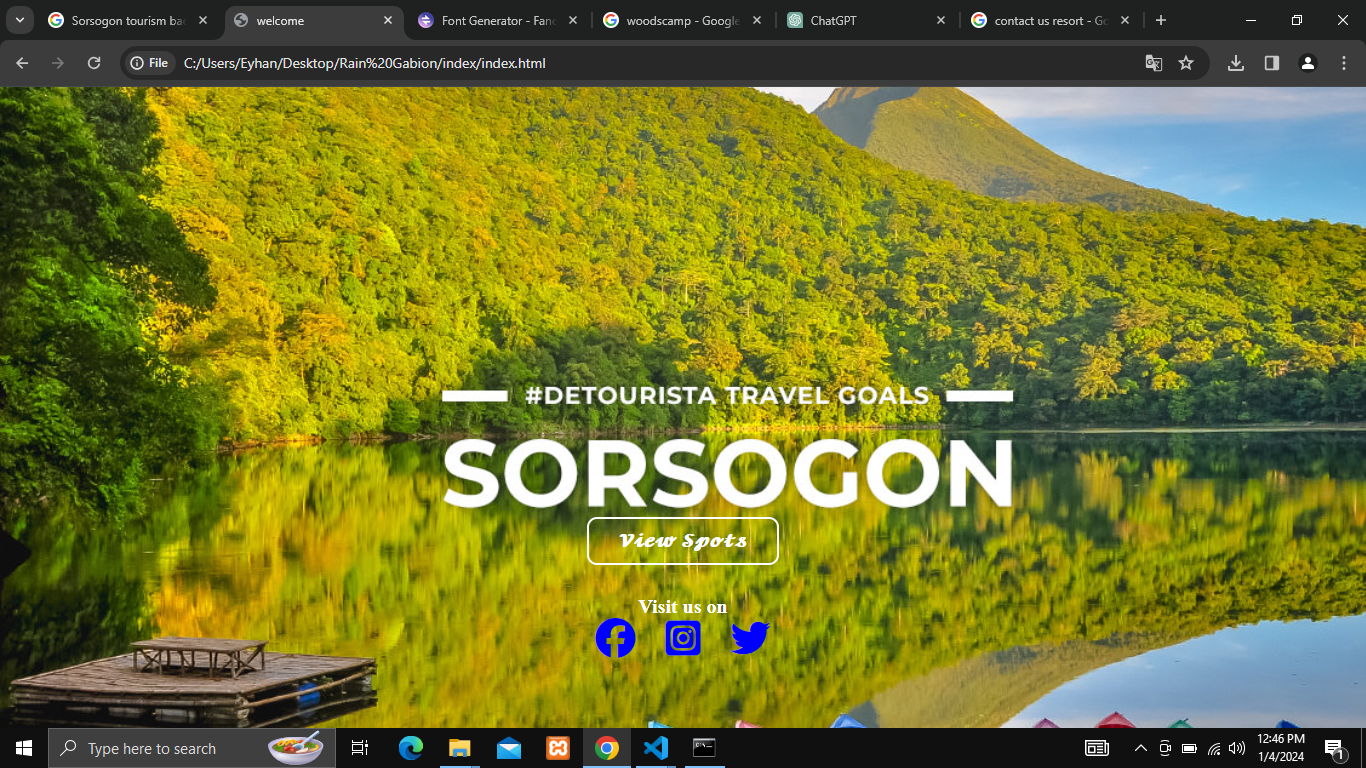 Sorsogon tourism bac
welcome
Font Generator - Fanc
woodscamp - Google
ChatGPT
contact us resort - Go
File
C:/Users/Eyhan/Desktop/Rain%20Gabion/index/index.html
#DETOURISTA TRAVEL GOALS
SORSOGON
View Spots
Visit us on
Type here to search
12:46 PM
1/4/2024
1